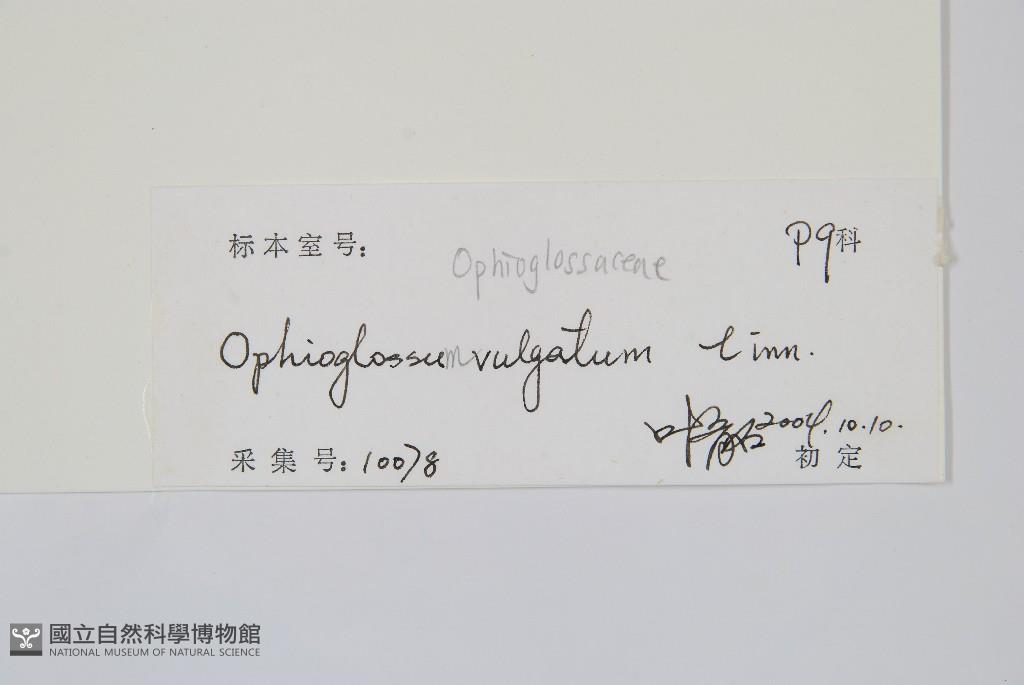 标本室号：
P9科
Ophioglossaceae
Ophioglossum vulgatum Linn.
2004.10.10.
采集号：10078
初定
國立自然科學博物館
NATIONAL MUSEUM OF NATURAL SCIENCE